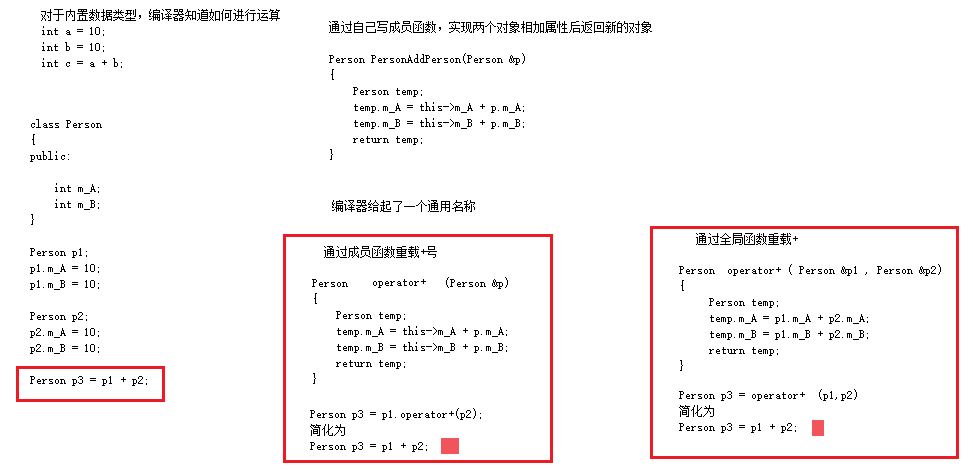 对于内置数据类型，编译器知道如何进行运算
int a = 10;
int b = 10;
int c = a + b;
class Person
{
public:
int m_A;
int m_B;
}
Person p1;
p1.m_A = 10;
p1.m_B = 10;
Person p2;
p2.m_A = 10;
p2.m_B = 10;
Person p3 = p1 + p2;
通过自己写成员函数，实现两个对象相加属性后返回新的对象
Person PersonAddPerson(Person &p)
{
Person temp;
temp.m_A = this->m_A + p.m_A;
temp.m_B = this->m_B + p.m_B;
return temp;
}
编译器给起了一个通用名称
通过成员函数重载+号
Person operator+ (Person &p)
{
Person temp;
temp.m_A = this->m_A + p.m_A;
temp.m_B = this->m_B + p.m_B;
return temp;
}
Person p3 = p1.operator+(p2);
简化为
Person p3 = p1 + p2;
通过全局函数重载+
Person operator+ ( Person &p1 , Person &p2)
{
Person temp;
temp.m_A = p1.m_A + p2.m_A;
temp.m_B = p1.m_B + p2.m_B;
return temp;
}
Person p3 = operator+ (p1,p2)
简化为
Person p3 = p1 + p2;